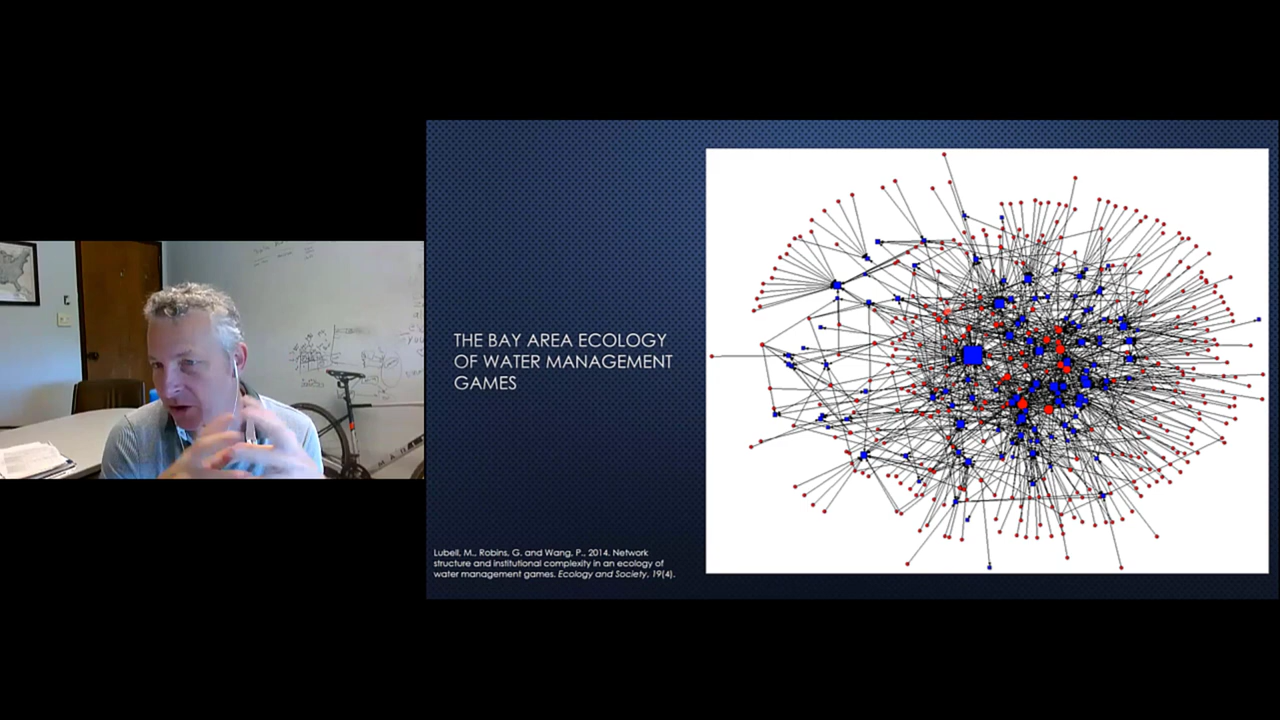 THE BAY AREA ECOLOGY
OF WATER MANAGEMENT
GAMES
Lubell, M., Robins, G. and Wang, P., 2014. Network
structure and institutional complexity in an ecology of
water management games. Ecology and Society, 19(4).